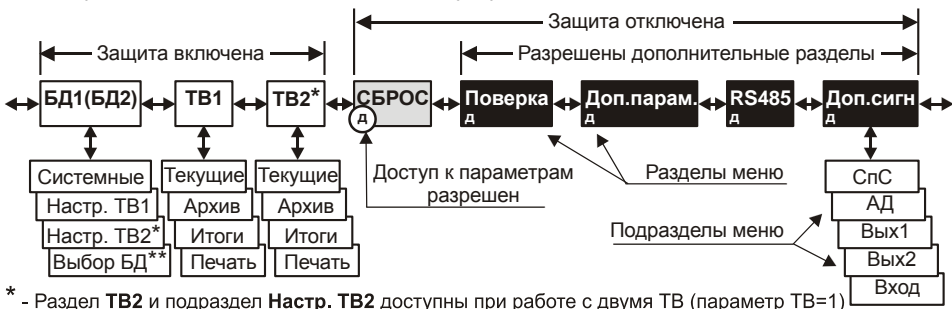 Защита отключена
Защита включена
Разрешены дополнительные разделы
БД1(БД2) ТВ1 ТВ2* СБРОС Поверка Доп.парам. RS485 Доп.сигн
д д д д д
Системные Текущие Текущие Доступ к параметрам разрешен Разделы меню СпС
Настр. ТВ1 Архив Архив АД
Настр. ТВ2* Итоги Итоги Подразделы меню Вых1
Выбор БД** Печать Печать Вых2
Вход
* - Раздел ТВ2 и подраздел Настр. ТВ2 доступны при работе с двумя ТВ (параметр ТВ=1)